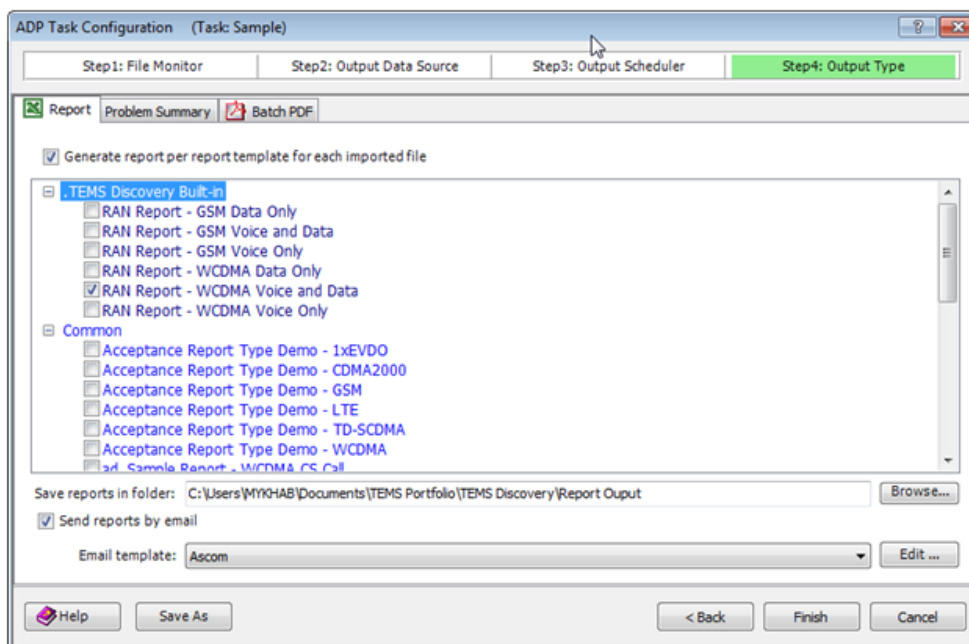 ADP Task Configuration (Task: Sample)
Step1: File Monitor Step2: Output Data Source Step3: Output Scheduler Step4: Output Type
Report Problem Summary Batch PDF
Generate report per report template for each imported file
.TEMS Discovery Built-in
RAN Report - GSM Data Only
RAN Report - GSM Voice and Data
RAN Report - GSM Voice Only
RAN Report - WCDMA Data Only
RAN Report - WCDMA Voice and Data
RAN Report - WCDMA Voice Only
Common
Acceptance Report Type Demo - 1xEVDO
Acceptance Report Type Demo - CDMA2000
Acceptance Report Type Demo - GSM
Acceptance Report Type Demo - LTE
Acceptance Report Type Demo - TD-SCDMA
Acceptance Report Type Demo - WCDMA
ad_Sample Report - WCDMA CS Call
Save reports in folder: C:\Users\MYKHAB\Documents\TEMS Portfolio\TEMS Discovery\Report Ouput Browse...
Send reports by email
Email template: Ascom Edit ...
Help Save As < Back Finish Cancel